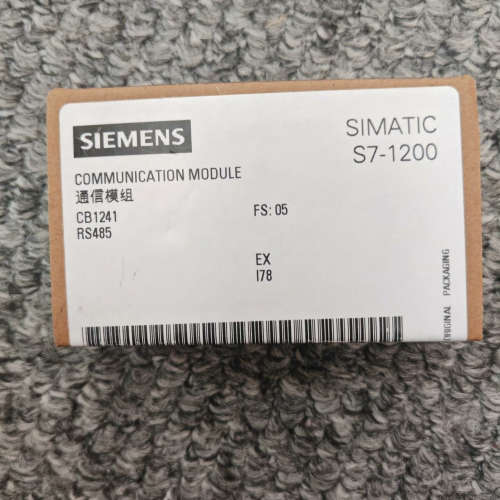 SIEMENS
SIMATIC
S7-1200
COMMUNICATION MODULE
通信模组
CB1241
FS: 05
RS485
EX
I78
ORIGINAL PACKAGING